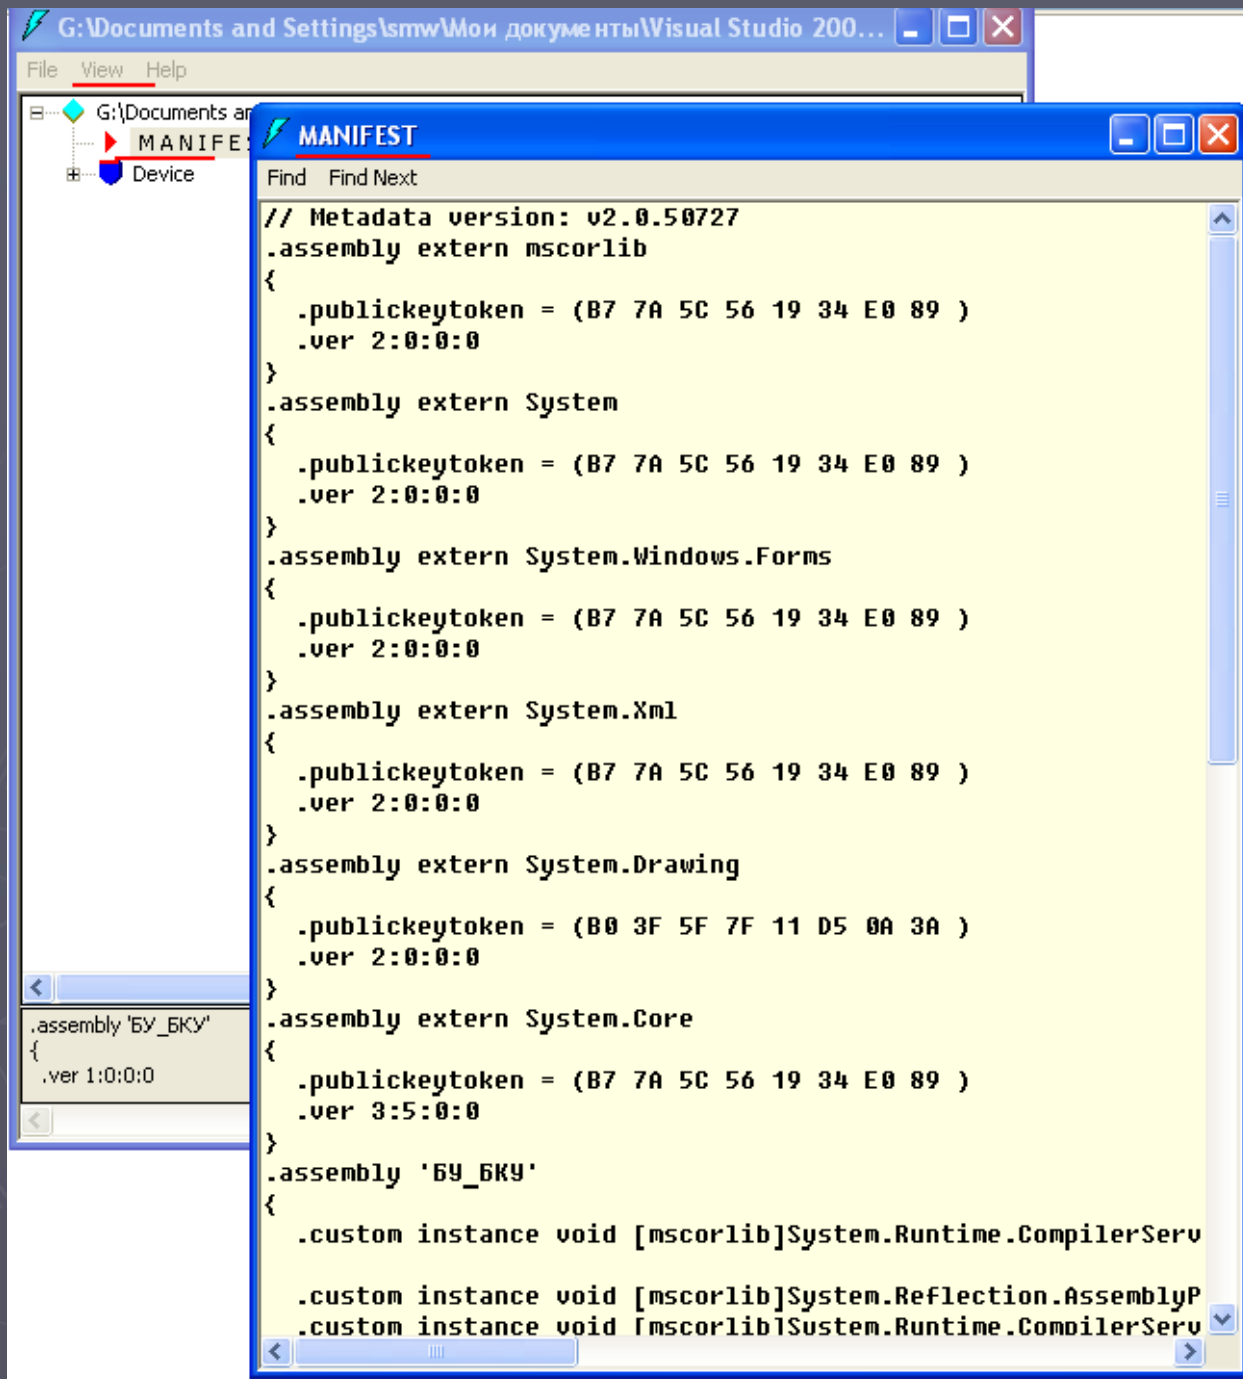 G:\Documents and Settings\smw\Мои документы\Visual Studio 200...
File View Help
G:\Documents an
MANIFES
Device
.assembly 'БУ_БКУ'
{
.ver 1:0:0:0
MANIFEST
Find Find Next
// Metadata version: v2.0.50727
.assembly extern mscorlib
{
  .publickeytoken = (B7 7A 5C 56 19 34 E0 89 )
  .ver 2:0:0:0
}
.assembly extern System
{
  .publickeytoken = (B7 7A 5C 56 19 34 E0 89 )
  .ver 2:0:0:0
}
.assembly extern System.Windows.Forms
{
  .publickeytoken = (B7 7A 5C 56 19 34 E0 89 )
  .ver 2:0:0:0
}
.assembly extern System.Xml
{
  .publickeytoken = (B7 7A 5C 56 19 34 E0 89 )
  .ver 2:0:0:0
}
.assembly extern System.Drawing
{
  .publickeytoken = (B0 3F 5F 7F 11 D5 0A 3A )
  .ver 2:0:0:0
}
.assembly extern System.Core
{
  .publickeytoken = (B7 7A 5C 56 19 34 E0 89 )
  .ver 3:5:0:0
}
.assembly 'БУ_БКУ'
{
  .custom instance void [mscorlib]System.Runtime.CompilerServ
  .custom instance void [mscorlib]System.Reflection.AssemblyP
  .custom instance void [mscorlib]System.Runtime.CompilerServ